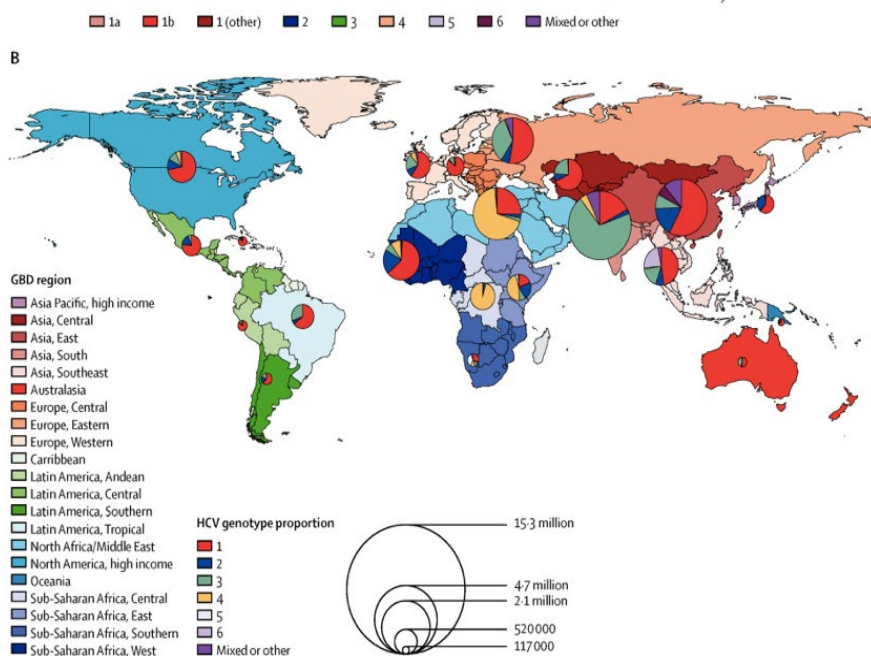 1a 1b 1 (other) 2 3 4 5 6 Mixed or other
B
GBD region
Asia Pacific, high income
Asia, Central
Asia, East
Asia, South
Asia, Southeast
Australasia
Europe, Central
Europe, Eastern
Europe, Western
Carribbean
Latin America, Andean
Latin America, Central
Latin America, Southern
Latin America, Tropical
North Africa/Middle East
North America, high income
Oceania
Sub-Saharan Africa, Central
Sub-Saharan Africa, East
Sub-Saharan Africa, Southern
Sub-Saharan Africa, West
HCV genotype proportion
1
2
3
4
5
6
Mixed or other
15·3 million
4·7 million
2·1 million
520 000
117 000